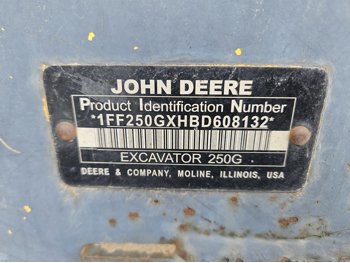 JOHN DEERE
Product Identification Number
*1FF250GXHBD608132*
EXCAVATOR 250G
DEERE & COMPANY, MOLINE, ILLINOIS, USA